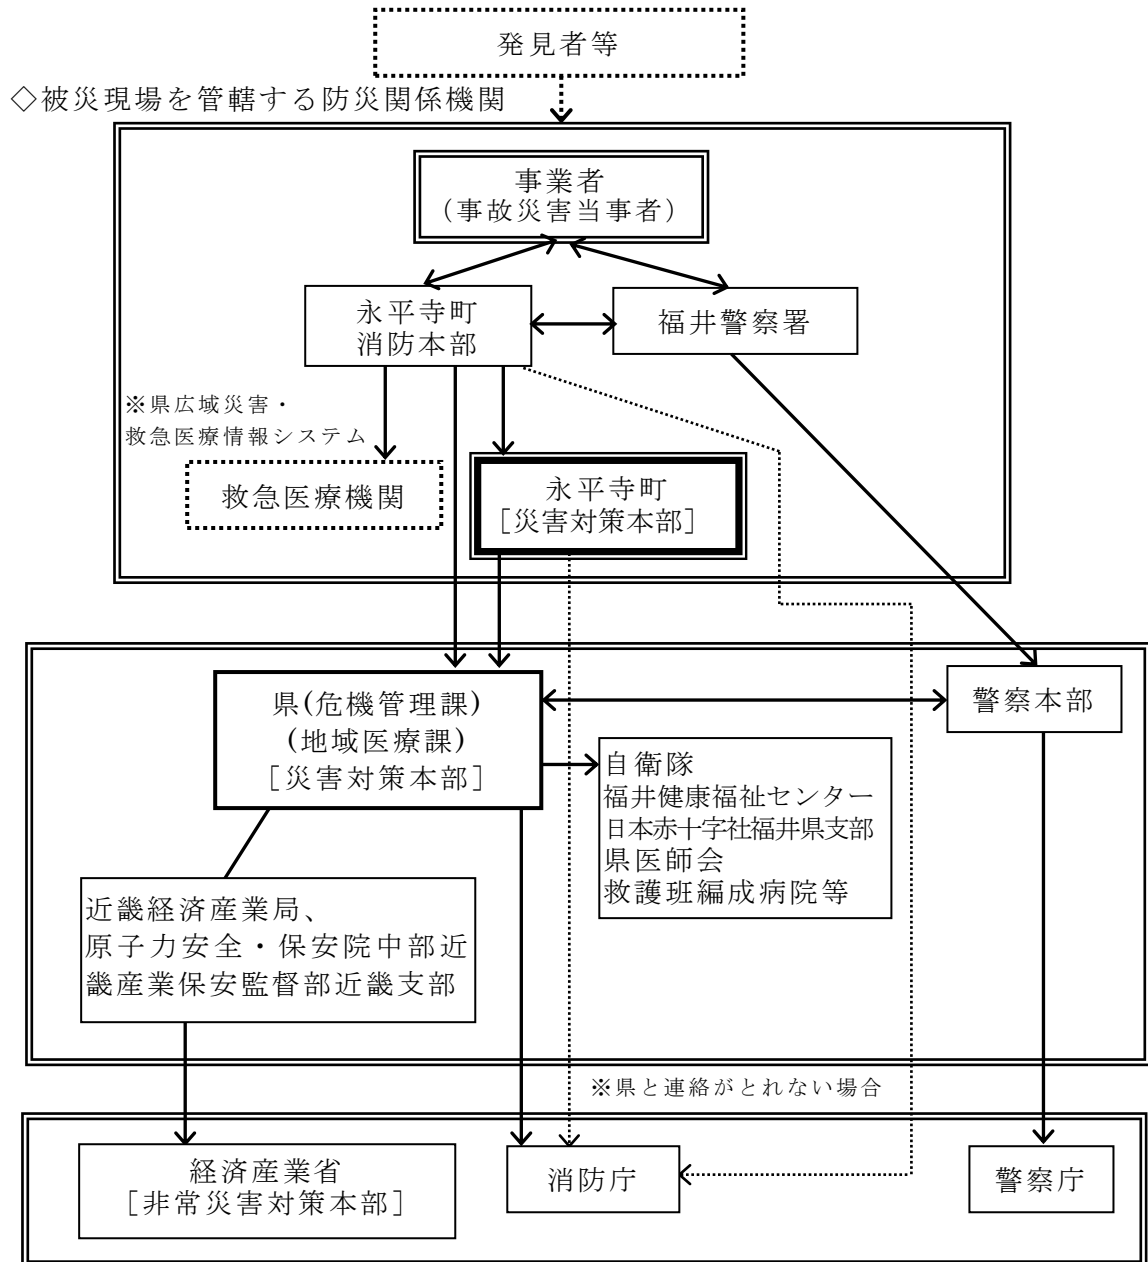 発見者等
◇被災現場を管轄する防災関係機関
事業者
（事故災害当事者）
永平寺町
消防本部
福井警察署
※県広域災害・
救急医療情報システム
救急医療機関
永平寺町
［災害対策本部］
県(危機管理課)
(地域医療課)
［災害対策本部］
警察本部
自衛隊
福井健康福祉センター
日本赤十字社福井県支部
県医師会
救護班編成病院等
近畿経済産業局、
原子力安全・保安院中部近
畿産業保安監督部近畿支部
※県と連絡がとれない場合
経済産業省
［非常災害対策本部］
消防庁
警察庁